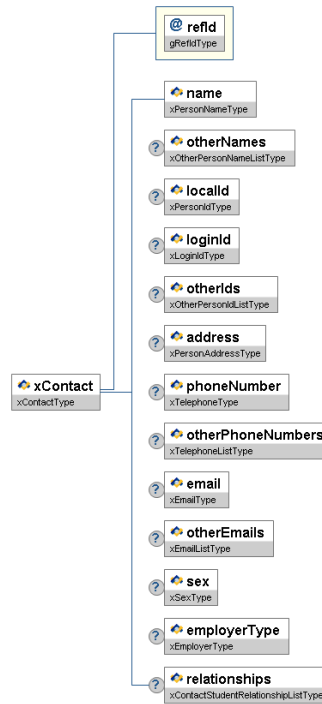 @ refId
gRefIdType
name
xPersonNameType
? otherNames
xOtherPersonNameListType
? localId
xPersonIdType
? loginId
xLoginIdType
? otherIds
xOtherPersonIdListType
? address
xPersonAddressType
xContact
xContactType
? phoneNumber
xTelephoneType
? otherPhoneNumbers
xTelephoneListType
? email
xEmailType
? otherEmails
xEmailListType
? sex
xSexType
? employerType
xEmployerType
? relationships
xContactStudentRelationshipListType